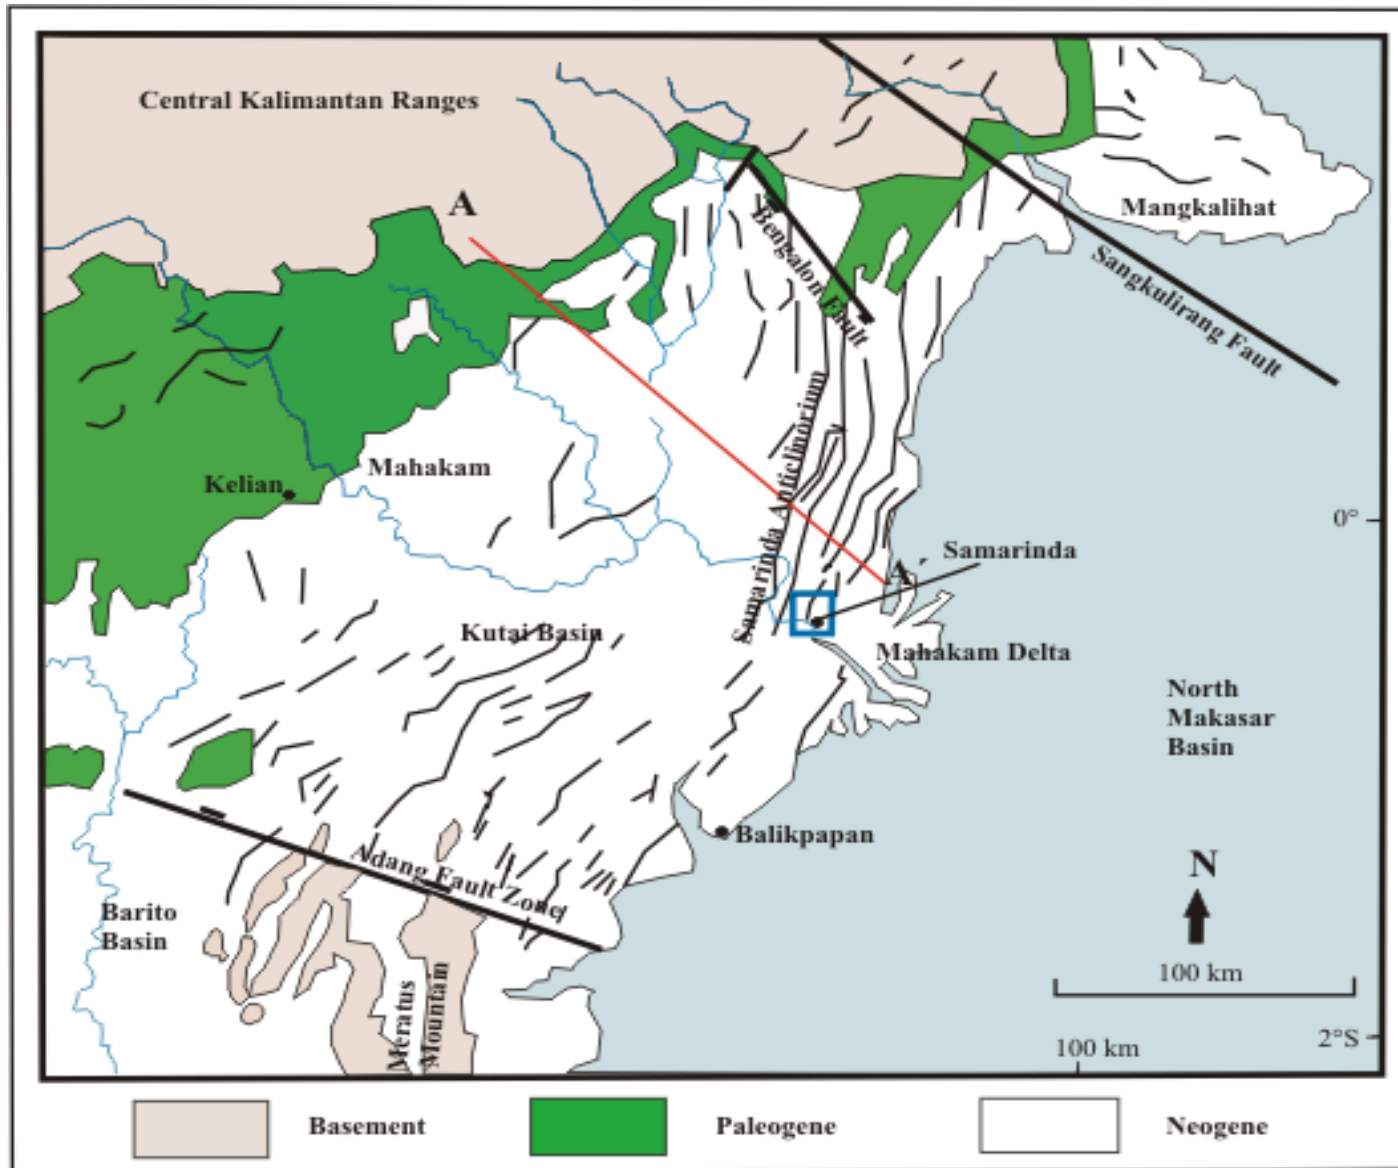 Central Kalimantan Ranges
A
Mangkalihat
Bengalon Fault
Sangkulirang Fault
Samarinda Anticlinorium
Mahakam
Kelian
0°
Samarinda
A´
Kutai Basin
Mahakam Delta
North
Makasar
Basin
Balikpapan
Adang Fault Zone
N
Barito
Basin
Meratus
Mountain
100 km
100 km
2°S
Basement
Paleogene
Neogene